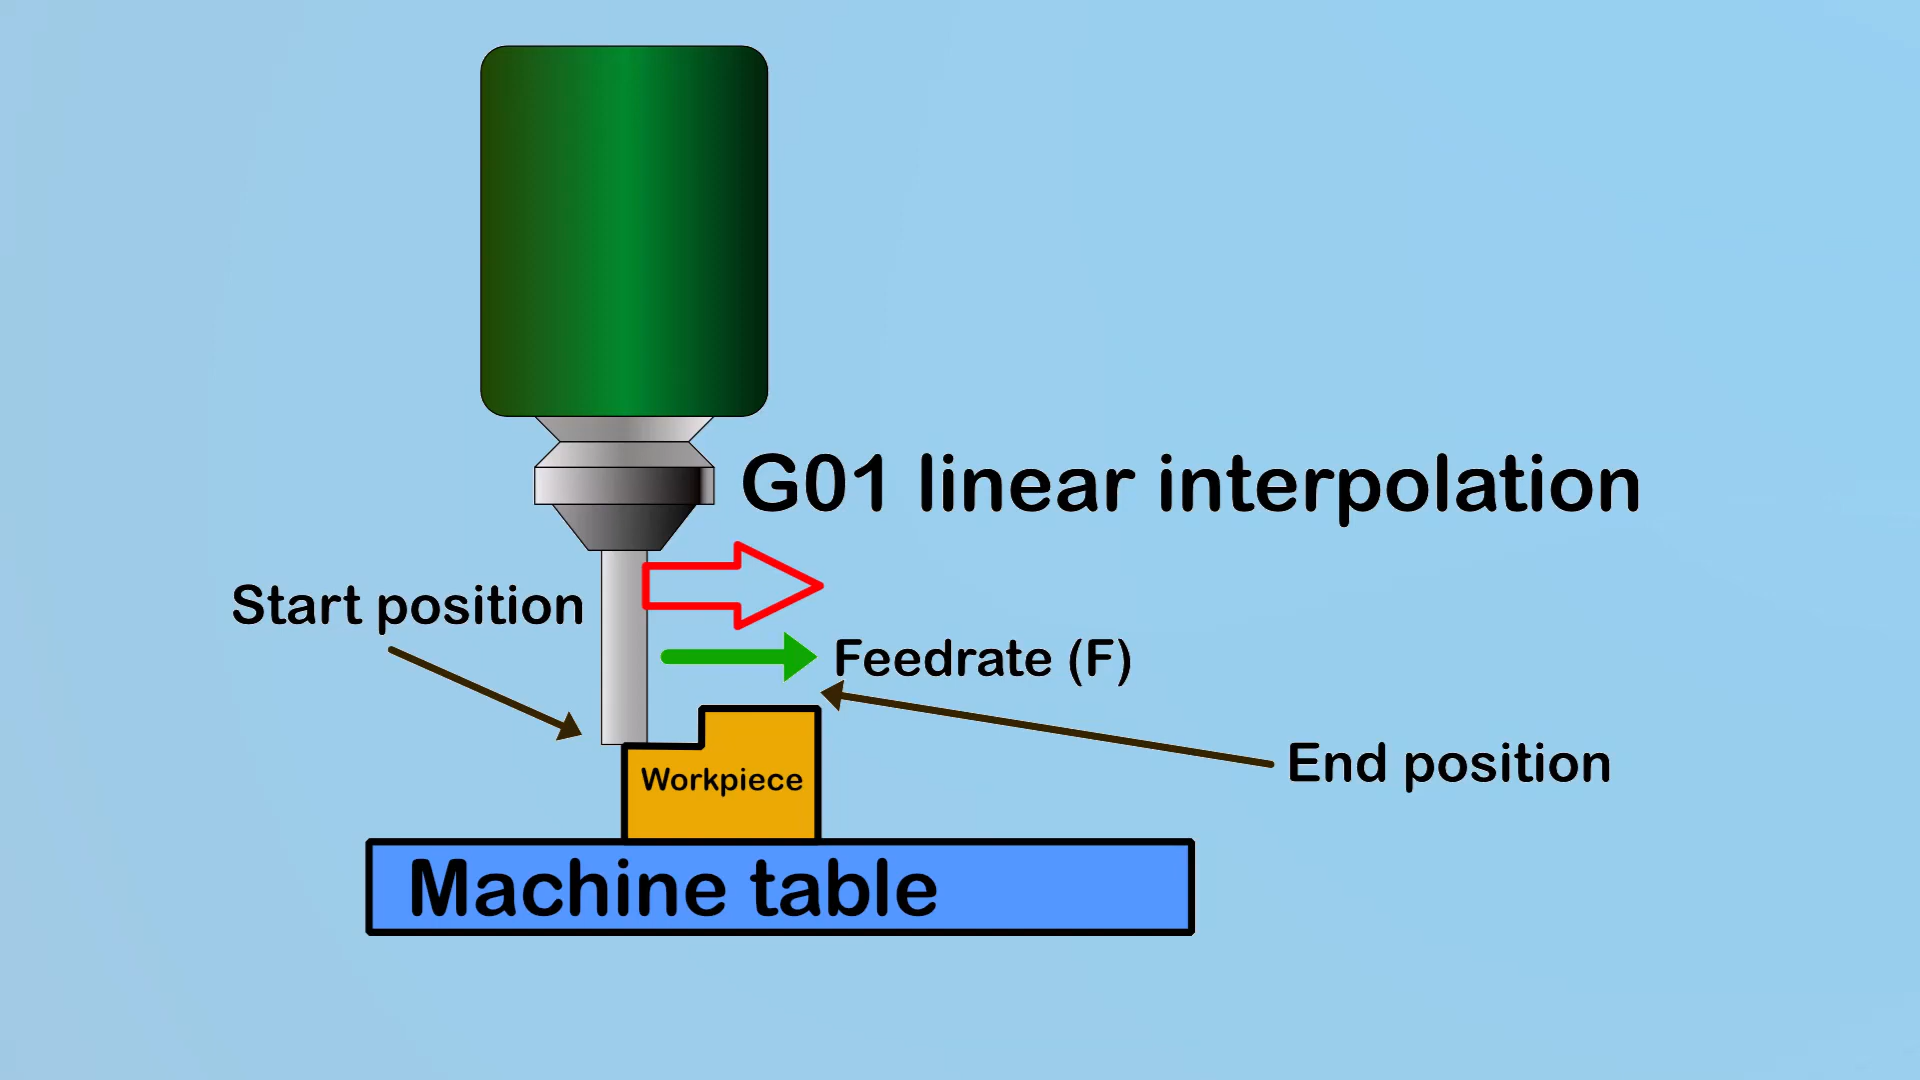 G01 linear interpolation
Start position
Feedrate (F)
End position
Workpiece
Machine table